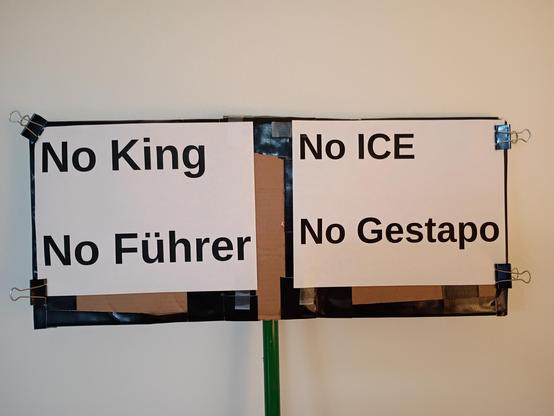 No King
No Führer
No ICE
No Gestapo